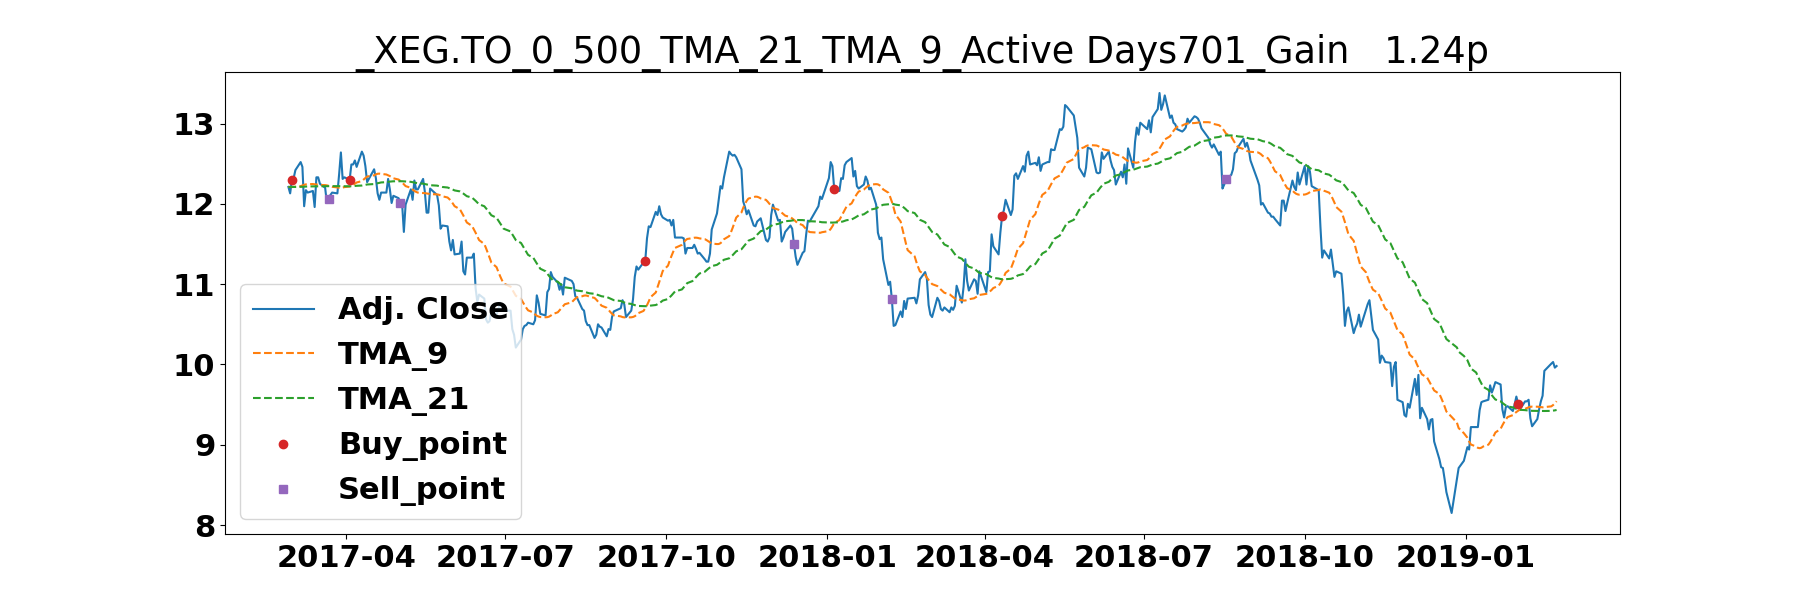 _XEG.TO_0_500_TMA_21_TMA_9_Active Days701_Gain   1.24p
13
12
11
10
9
8
Adj. Close
TMA_9
TMA_21
Buy_point
Sell_point
2017-04 2017-07 2017-10 2018-01 2018-04 2018-07 2018-10 2019-01